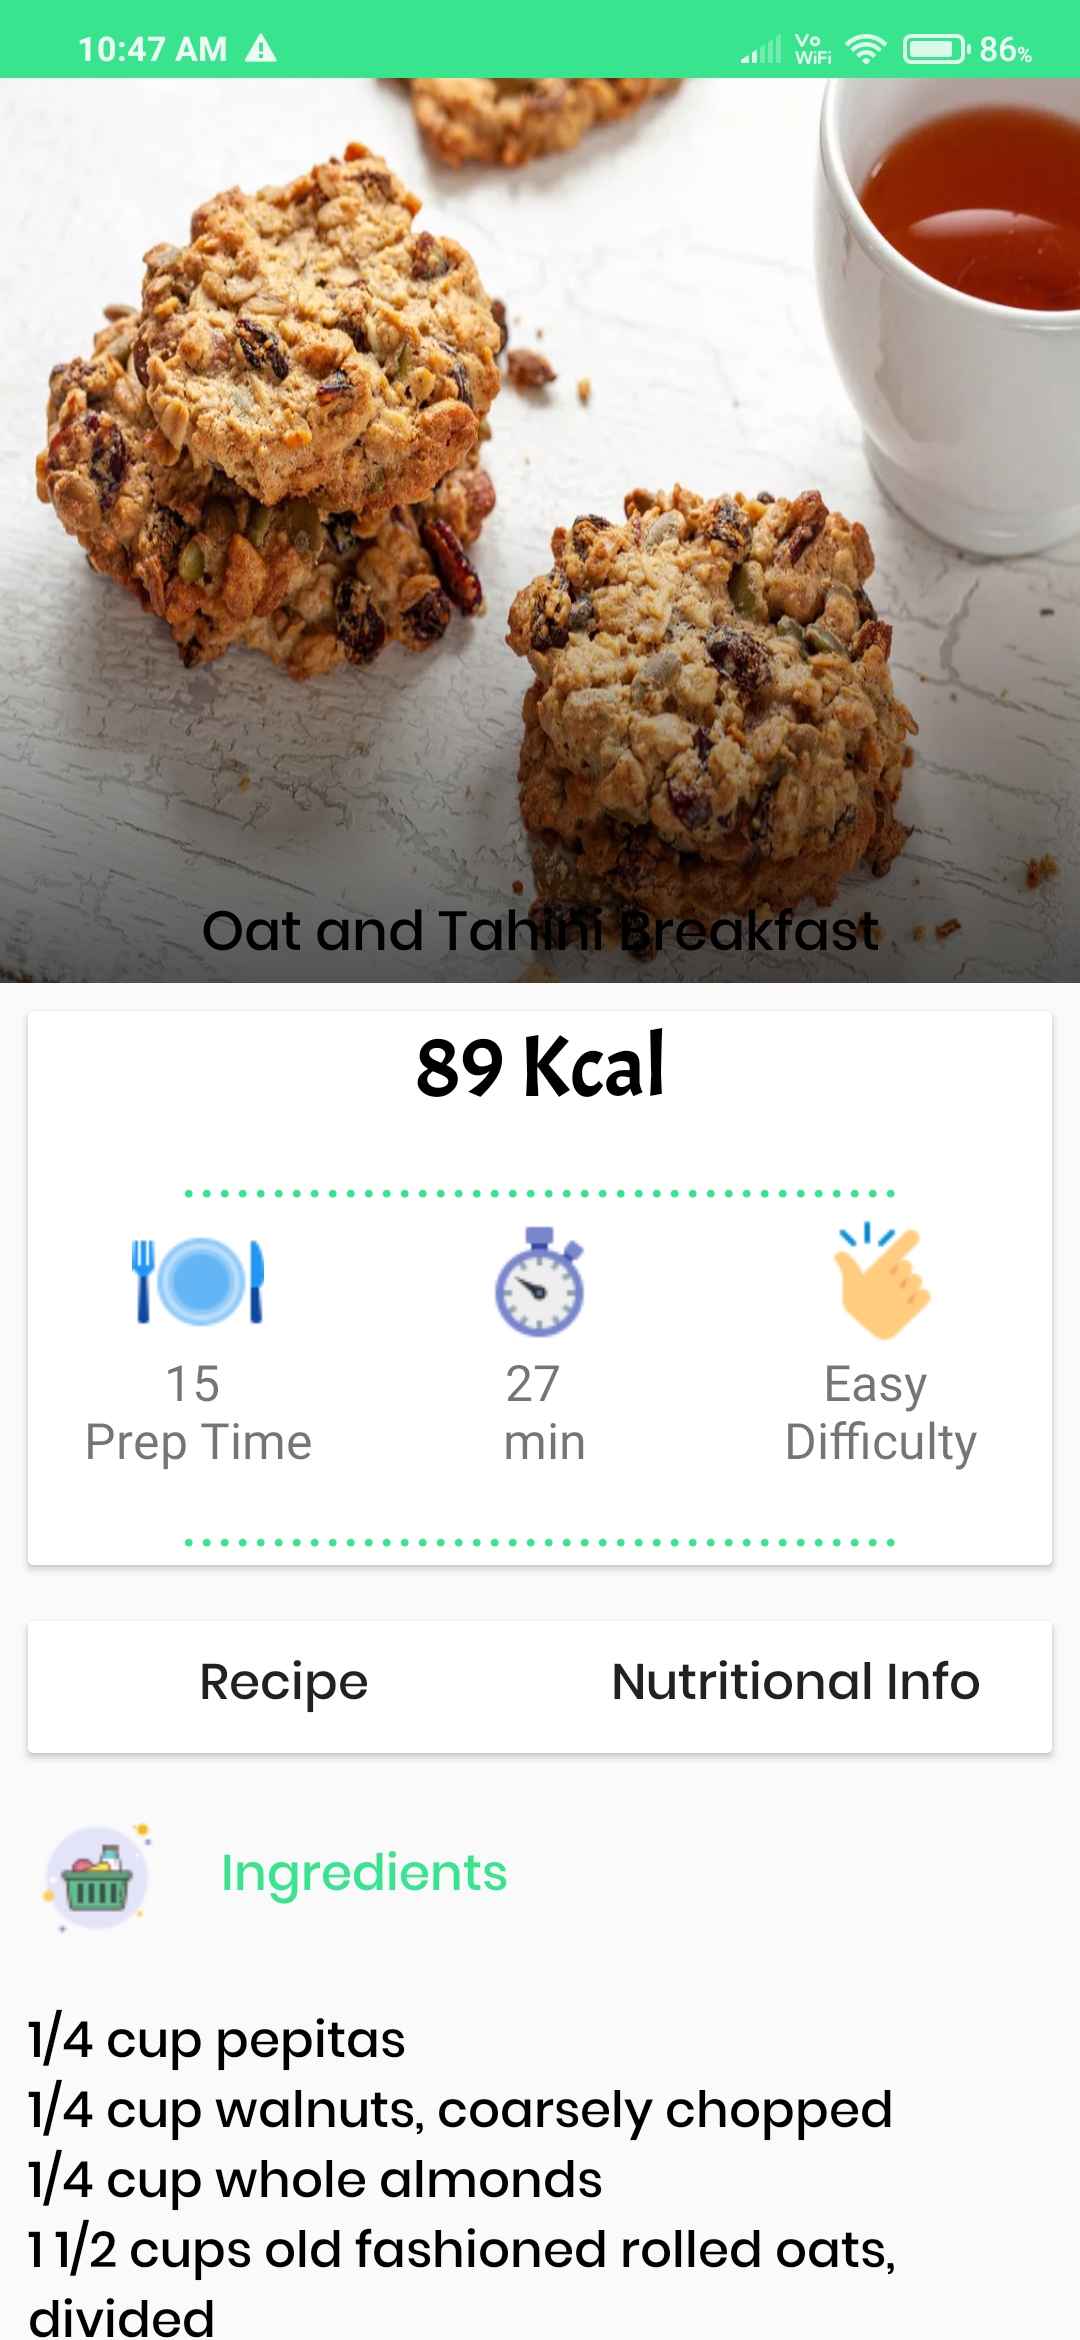 10:47 AM
Vo
WiFi
86%
Oat and Tahini Breakfast
89 Kcal
15
Prep Time
27
min
Easy
Difficulty
Recipe
Nutritional Info
Ingredients
1/4 cup pepitas
1/4 cup walnuts, coarsely chopped
1/4 cup whole almonds
1 1/2 cups old fashioned rolled oats,
divided